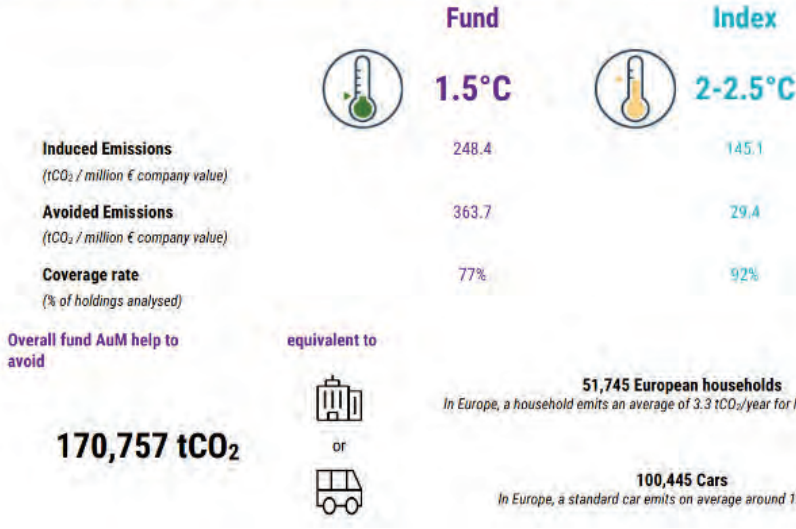 Fund Index
1.5°C 2-2.5°C
Induced Emissions 248.4 145.1
(tCO₂ / million € company value)
Avoided Emissions 363.7 29.4
(tCO₂ / million € company value)
Coverage rate 77% 92%
(% of holdings analysed)
Overall fund AuM help to
avoid
equivalent to
51,745 European households
In Europe, a household emits an average of 3.3 tCO₂/year for
170,757 tCO₂
or
100,445 Cars
In Europe, a standard car emits on average around 1